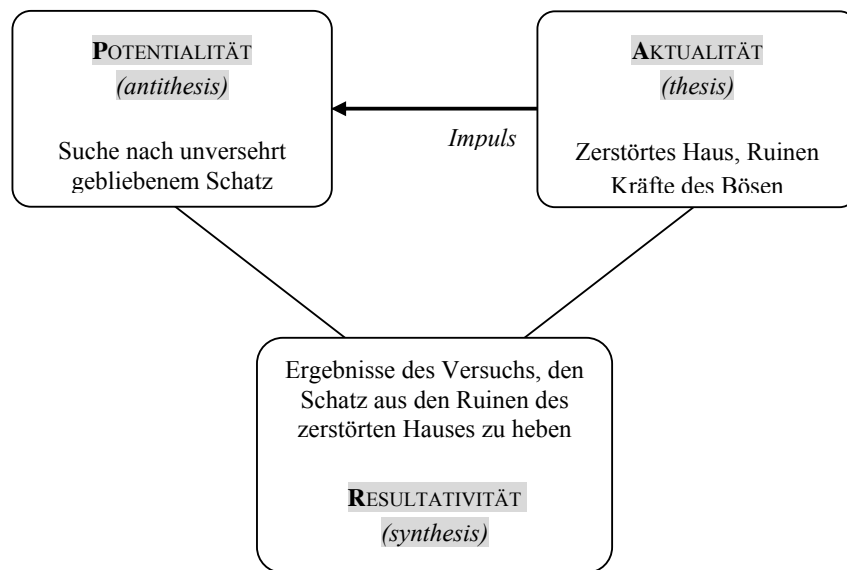 POTENTIALITÄT
(antithesis)
Suche nach unversehrt
gebliebenem Schatz
Impuls
AKTUALITÄT
(thesis)
Zerstörtes Haus, Ruinen
Kräfte des Bösen
Ergebnisse des Versuchs, den
Schatz aus den Ruinen des
zerstörten Hauses zu heben
RESULTATIVITÄT
(synthesis)